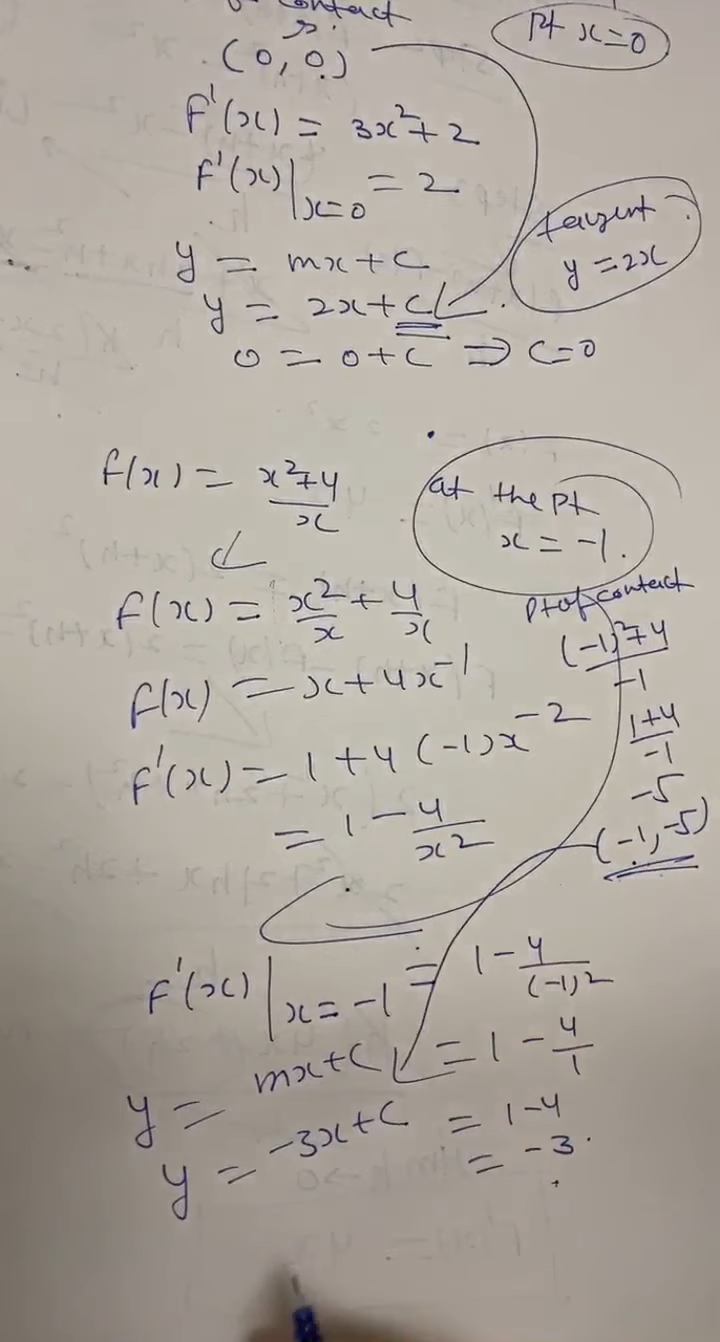 of contact
(0,0)
Pt x=0
F'(x) = 3x²+2
F'(x)|x=0 = 2
y = mx+c
y = 2x+c
0 = 0+c ⇒ c=0
tangent
y = 2x
f(x) = x²+4/x
at the pt
x = -1.
f(x) = x²/x + 4/x
f(x) = x+4x⁻¹
f'(x) = 1+4(-1)x⁻²
= 1 - 4/x²
pt of contact
(-1)²+4/-1
1+4/-1
-5
(-1,-5)
F'(x)|x=-1 = 1-4/(-1)²
= 1 - 4/1
= 1-4
= -3.
y = mx+c
y = -3x+c